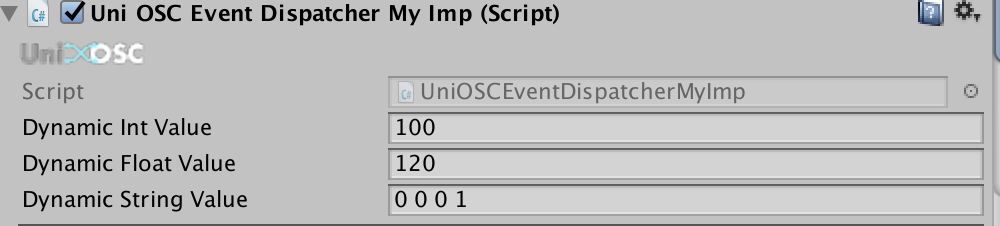 Uni OSC Event Dispatcher My Imp (Script)
UniOSC
Script UniOSCEventDispatcherMyImp
Dynamic Int Value 100
Dynamic Float Value 120
Dynamic String Value 0 0 0 1